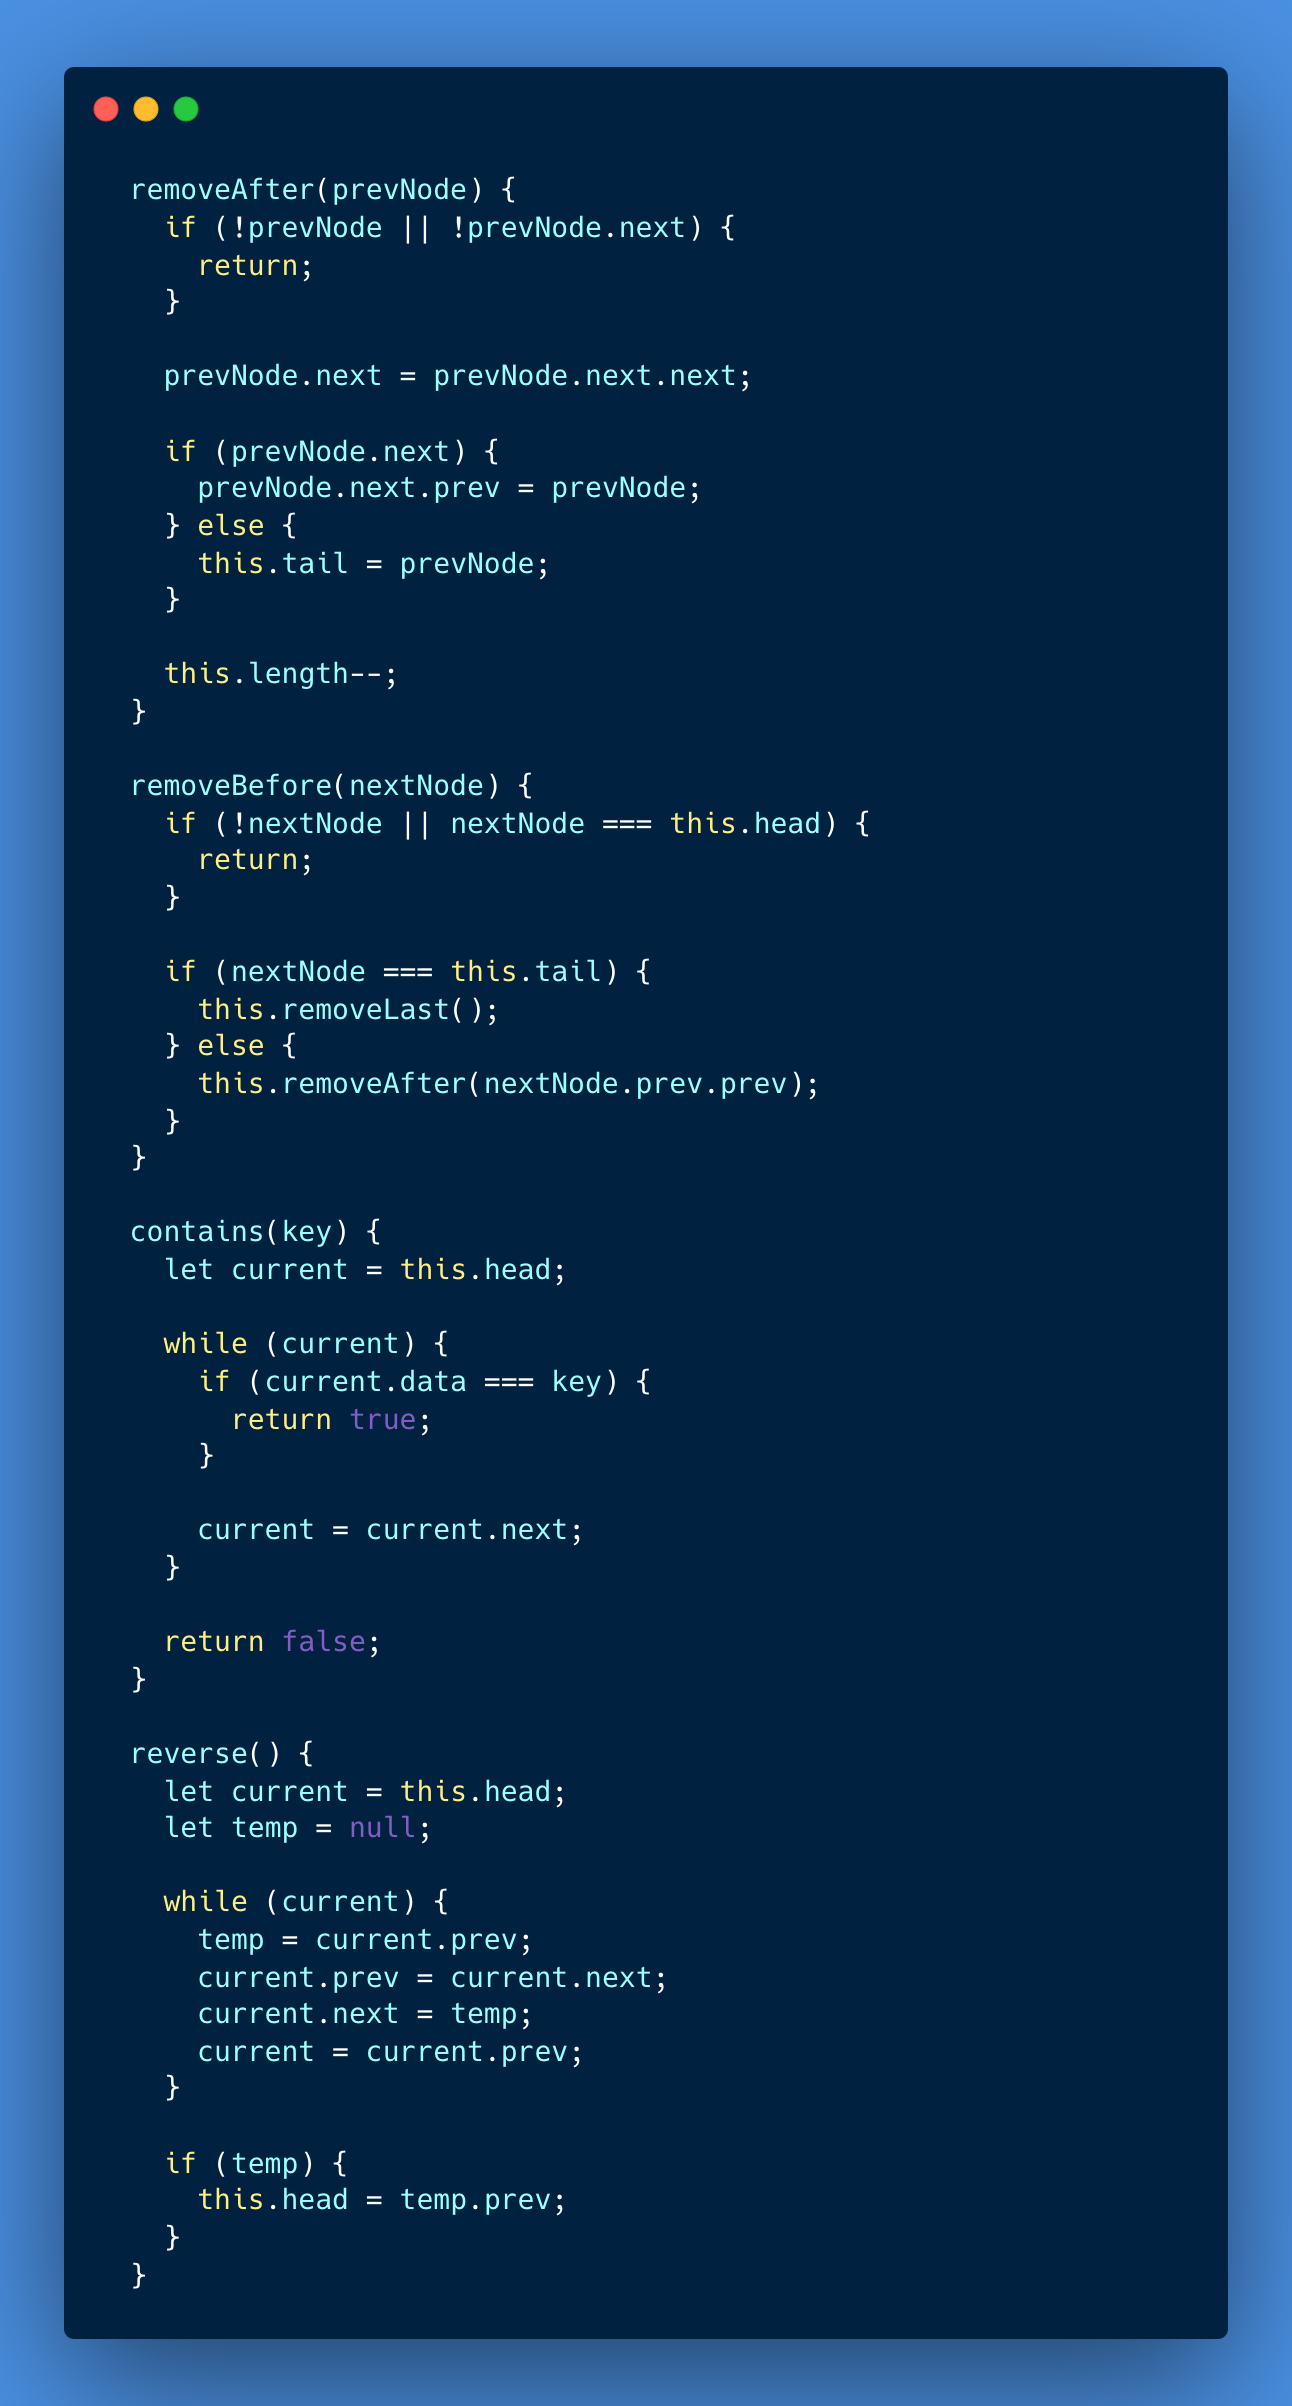 removeAfter(prevNode) {
  if (!prevNode || !prevNode.next) {
    return;
  }

  prevNode.next = prevNode.next.next;

  if (prevNode.next) {
    prevNode.next.prev = prevNode;
  } else {
    this.tail = prevNode;
  }

  this.length--;
}

removeBefore(nextNode) {
  if (!nextNode || nextNode === this.head) {
    return;
  }

  if (nextNode === this.tail) {
    this.removeLast();
  } else {
    this.removeAfter(nextNode.prev.prev);
  }
}

contains(key) {
  let current = this.head;

  while (current) {
    if (current.data === key) {
      return true;
    }

    current = current.next;
  }

  return false;
}

reverse() {
  let current = this.head;
  let temp = null;

  while (current) {
    temp = current.prev;
    current.prev = current.next;
    current.next = temp;
    current = current.prev;
  }

  if (temp) {
    this.head = temp.prev;
  }
}